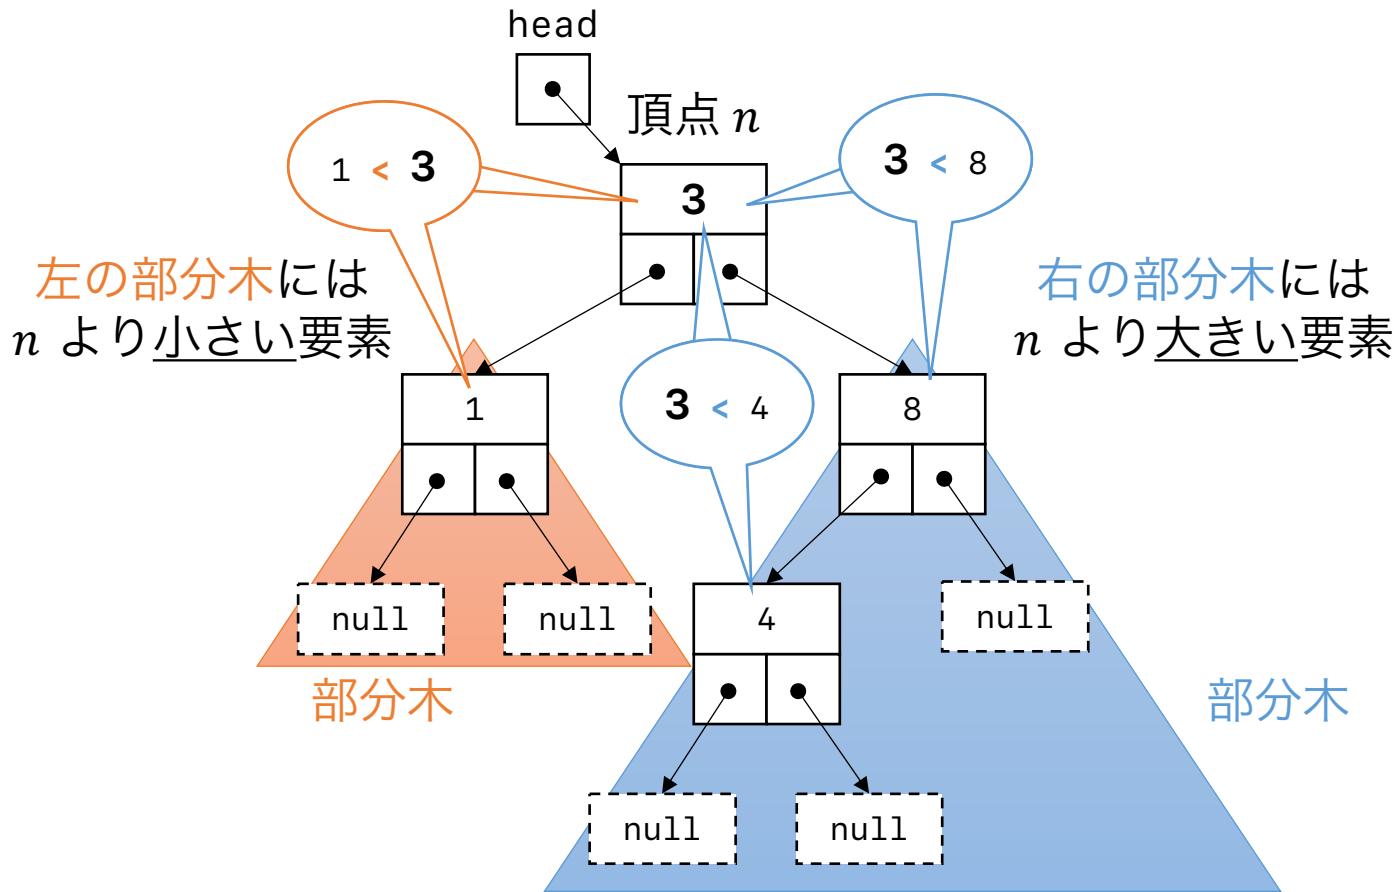 head
頂点 n
1 < 3
3 < 8
3
左の部分木には
n より小さい要素
右の部分木には
n より大きい要素
1
3 < 4
8
null
null
4
null
部分木
部分木
null
null